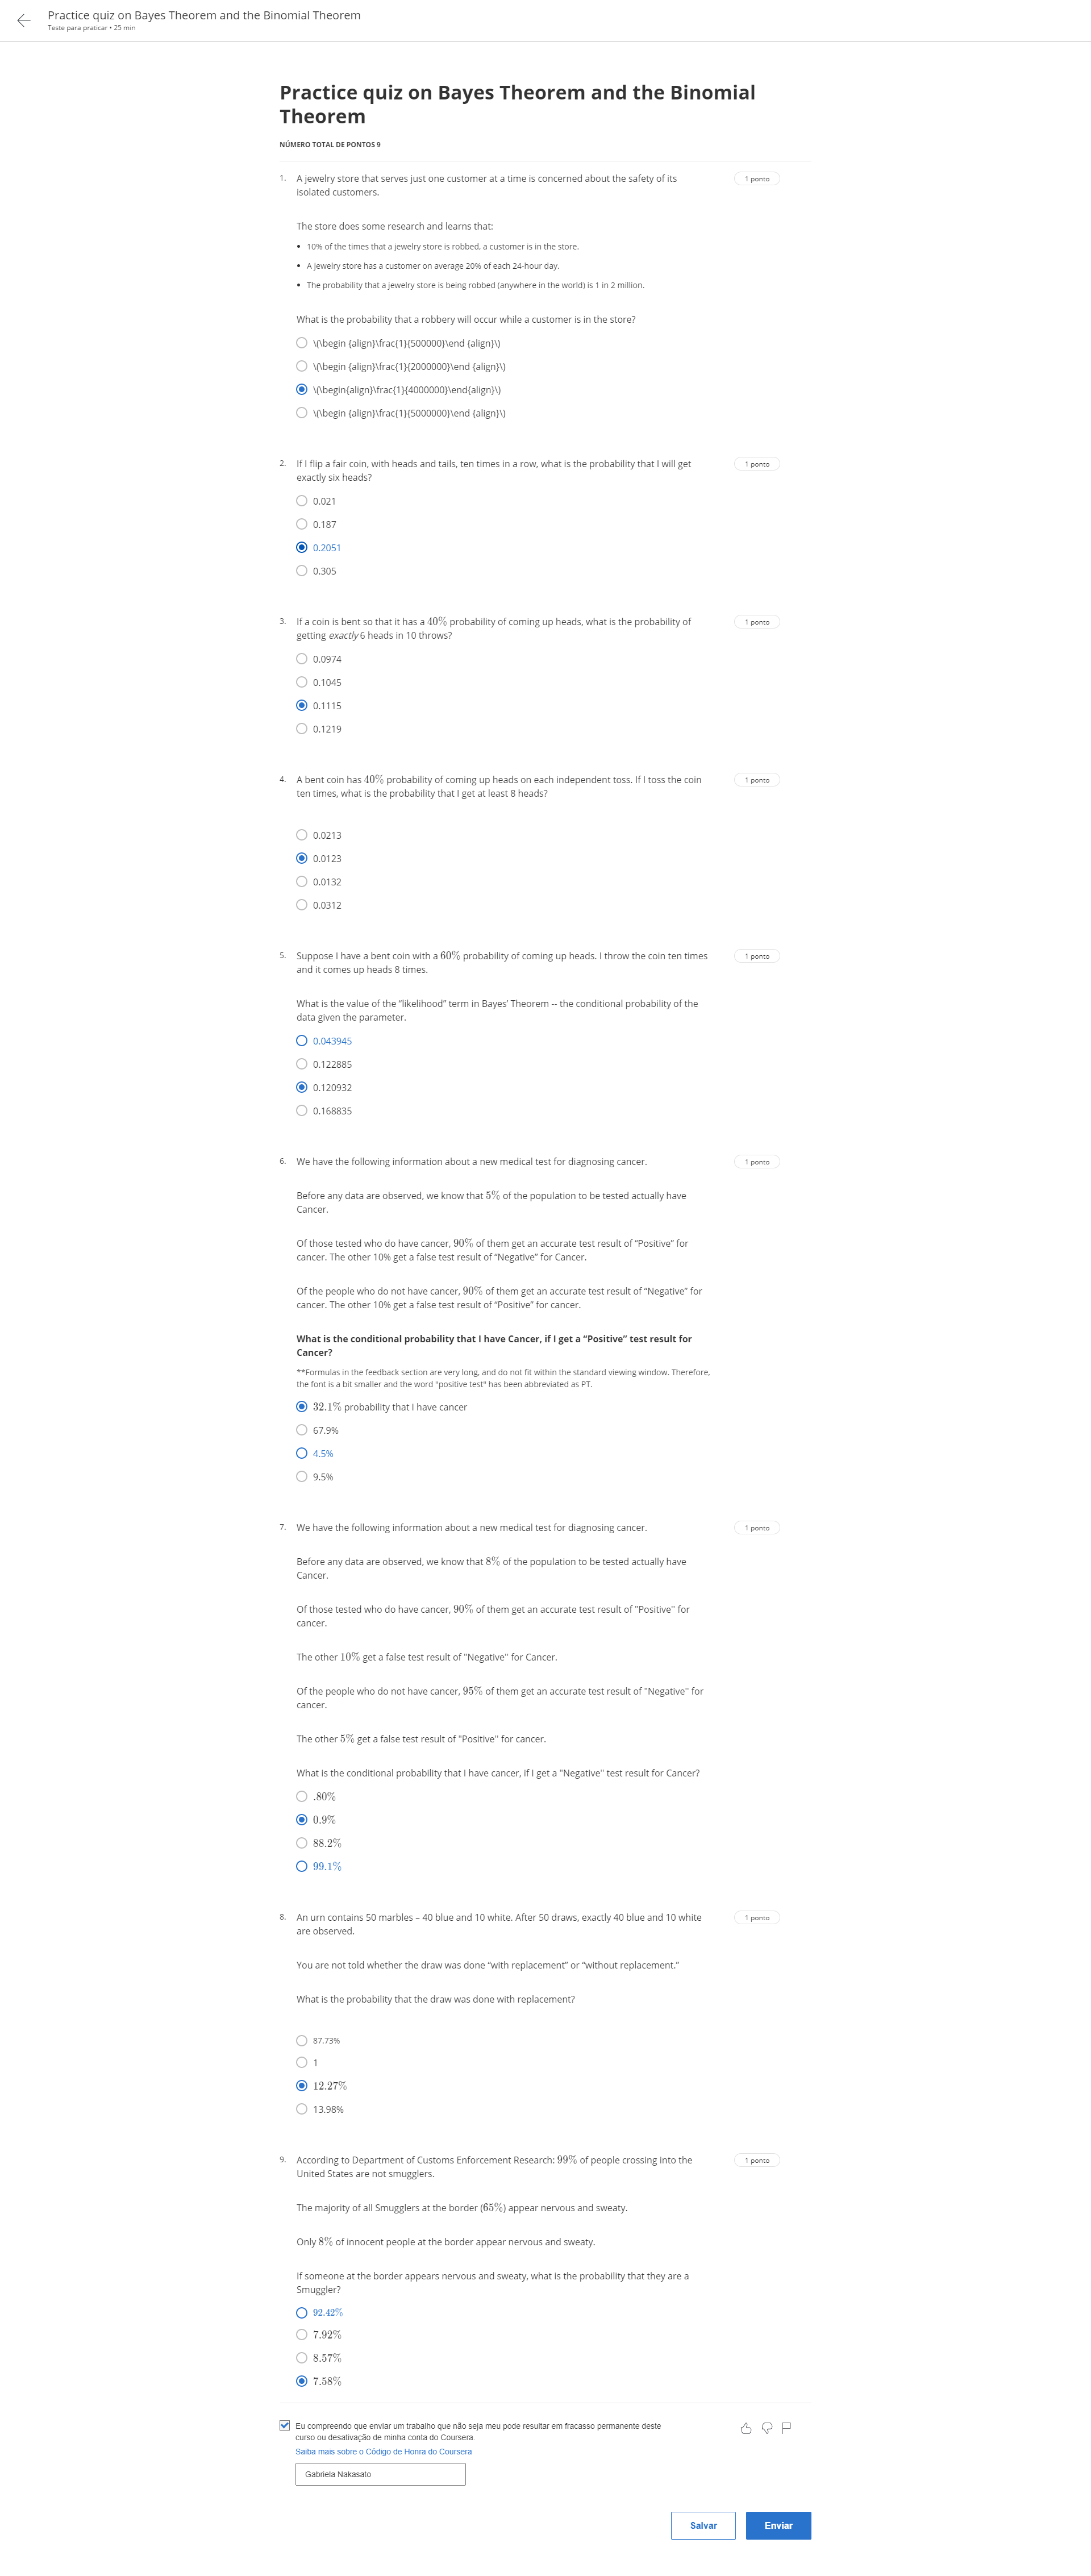 Practice quiz on Bayes Theorem and the Binomial Theorem
Teste para praticar • 25 min
Practice quiz on Bayes Theorem and the Binomial
Theorem
NÚMERO TOTAL DE PONTOS 9
1. A jewelry store that serves just one customer at a time is concerned about the safety of its
isolated customers.
1 ponto
The store does some research and learns that:
• 10% of the times that a jewelry store is robbed, a customer is in the store.
• A jewelry store has a customer on average 20% of each 24-hour day.
• The probability that a jewelry store is being robbed (anywhere in the world) is 1 in 2 million.
What is the probability that a robbery will occur while a customer is in the store?
\(\begin {align}\frac{1}{500000}\end {align}\)
\(\begin {align}\frac{1}{2000000}\end {align}\)
\(\begin{align}\frac{1}{4000000}\end{align}\)
\(\begin {align}\frac{1}{5000000}\end {align}\)
2. If I flip a fair coin, with heads and tails, ten times in a row, what is the probability that I will get
exactly six heads?
1 ponto
0.021
0.187
0.2051
0.305
3. If a coin is bent so that it has a 40% probability of coming up heads, what is the probability of
getting exactly 6 heads in 10 throws?
1 ponto
0.0974
0.1045
0.1115
0.1219
4. A bent coin has 40% probability of coming up heads on each independent toss. If I toss the coin
ten times, what is the probability that I get at least 8 heads?
1 ponto
0.0213
0.0123
0.0132
0.0312
5. Suppose I have a bent coin with a 60% probability of coming up heads. I throw the coin ten times
and it comes up heads 8 times.
1 ponto
What is the value of the “likelihood” term in Bayes’ Theorem -- the conditional probability of the
data given the parameter.
0.043945
0.122885
0.120932
0.168835
6. We have the following information about a new medical test for diagnosing cancer.
1 ponto
Before any data are observed, we know that 5% of the population to be tested actually have
Cancer.
Of those tested who do have cancer, 90% of them get an accurate test result of “Positive” for
cancer. The other 10% get a false test result of “Negative” for Cancer.
Of the people who do not have cancer, 90% of them get an accurate test result of “Negative” for
cancer. The other 10% get a false test result of “Positive” for cancer.
What is the conditional probability that I have Cancer, if I get a “Positive” test result for
Cancer?
**Formulas in the feedback section are very long, and do not fit within the standard viewing window. Therefore,
the font is a bit smaller and the word "positive test" has been abbreviated as PT.
32.1% probability that I have cancer
67.9%
4.5%
9.5%
7. We have the following information about a new medical test for diagnosing cancer.
1 ponto
Before any data are observed, we know that 8% of the population to be tested actually have
Cancer.
Of those tested who do have cancer, 90% of them get an accurate test result of "Positive" for
cancer.
The other 10% get a false test result of "Negative" for Cancer.
Of the people who do not have cancer, 95% of them get an accurate test result of "Negative" for
cancer.
The other 5% get a false test result of "Positive" for cancer.
What is the conditional probability that I have cancer, if I get a "Negative" test result for Cancer?
.80%
0.9%
88.2%
99.1%
8. An urn contains 50 marbles – 40 blue and 10 white. After 50 draws, exactly 40 blue and 10 white
are observed.
1 ponto
You are not told whether the draw was done “with replacement” or “without replacement.”
What is the probability that the draw was done with replacement?
87.73%
1
12.27%
13.98%
9. According to Department of Customs Enforcement Research: 99% of people crossing into the
United States are not smugglers.
1 ponto
The majority of all Smugglers at the border (65%) appear nervous and sweaty.
Only 8% of innocent people at the border appear nervous and sweaty.
If someone at the border appears nervous and sweaty, what is the probability that they are a
Smuggler?
92.42%
7.92%
8.57%
7.58%
Eu compreendo que enviar um trabalho que não seja meu pode resultar em fracasso permanente deste
curso ou desativação de minha conta do Coursera.
Saiba mais sobre o Código de Honra do Coursera
Gabriela Nakasato
Salvar
Enviar